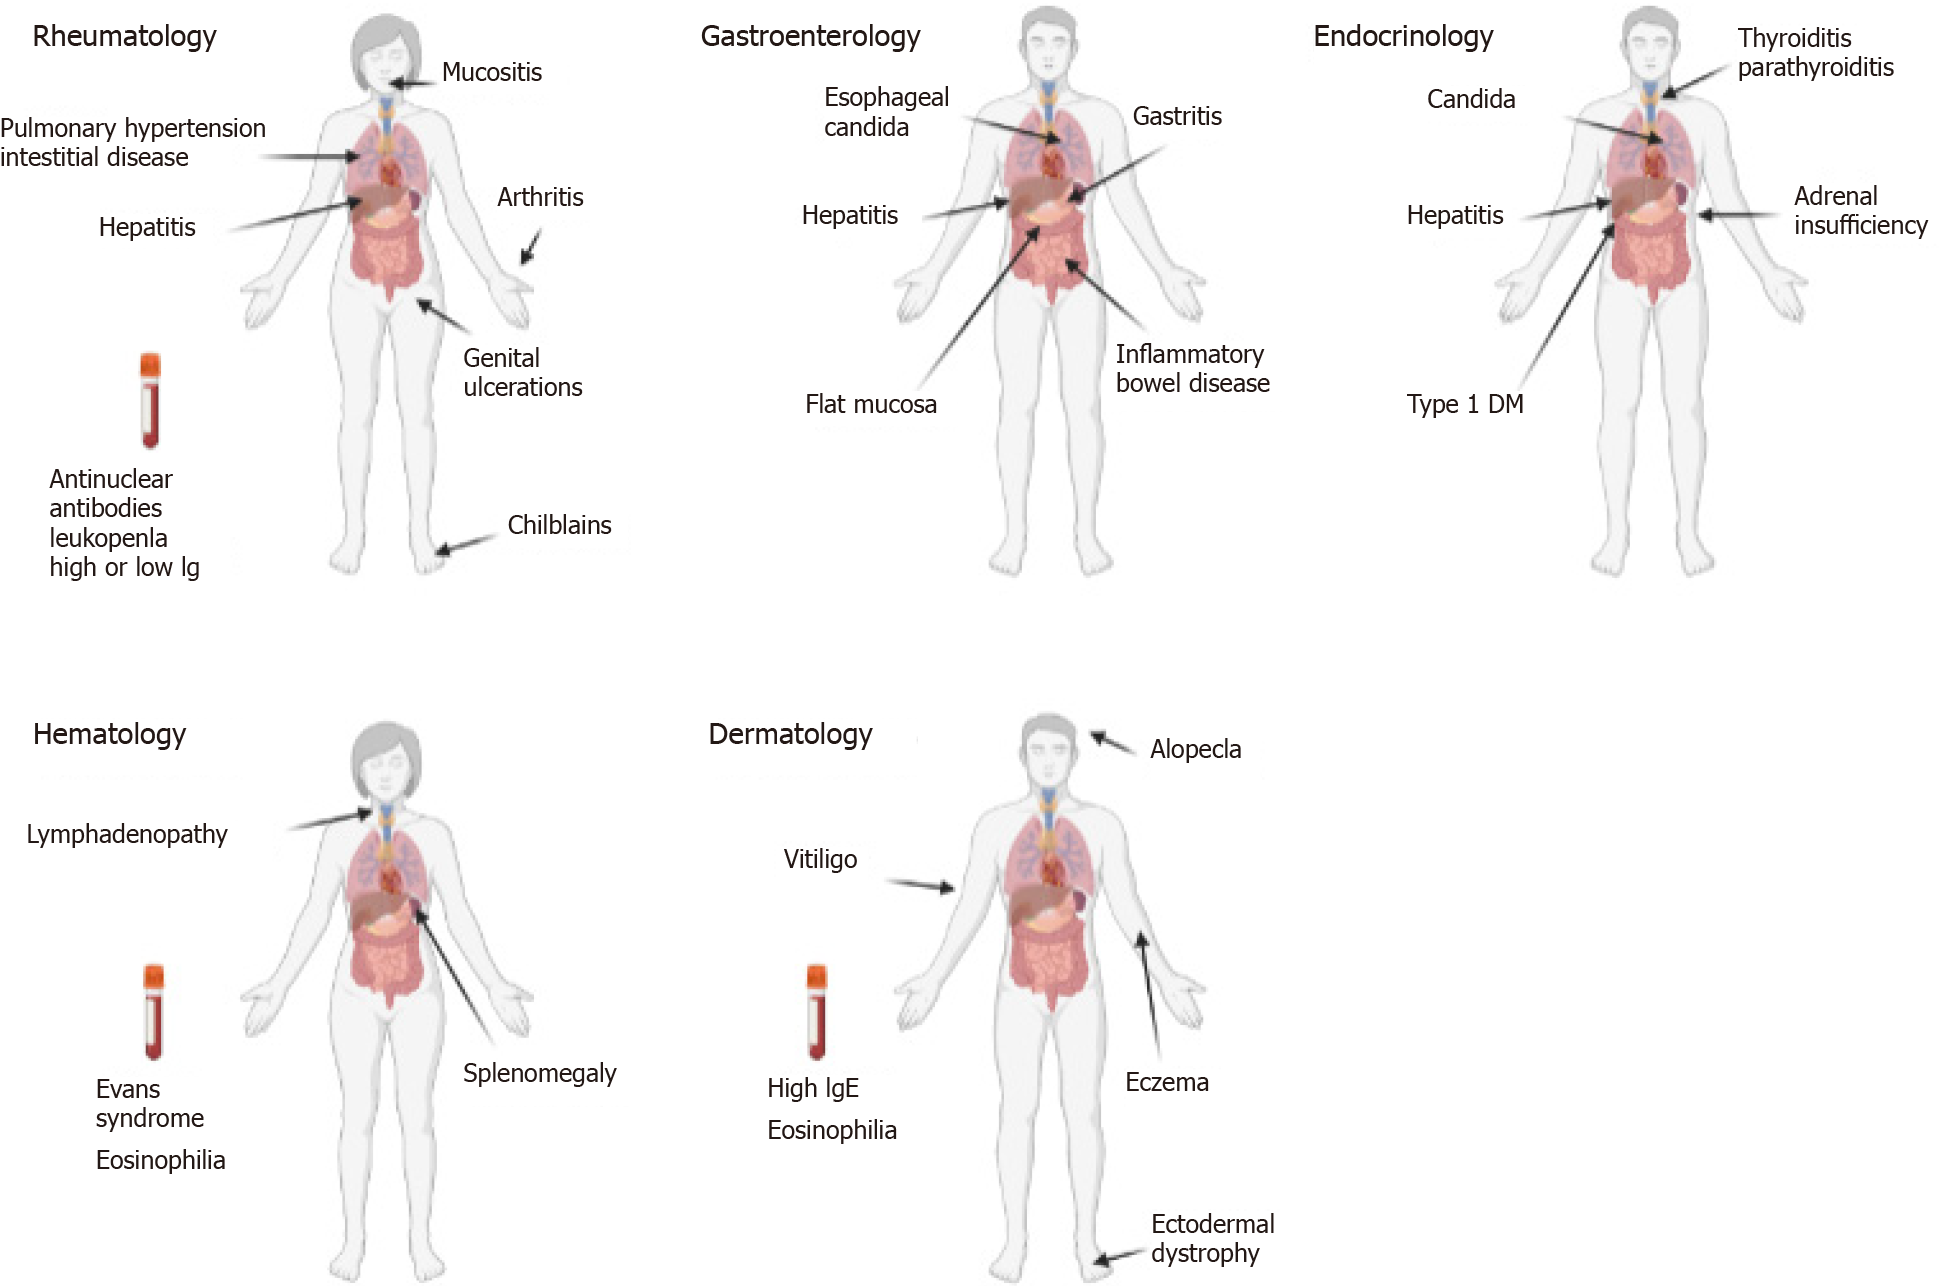 Rheumatology
Mucositis
Pulmonary hypertension
intestitial disease
Arthritis
Hepatitis
Genital
ulcerations
Antinuclear
antibodies
leukopenla
high or low lg
Chilblains
Gastroenterology
Esophageal
candida
Gastritis
Hepatitis
Inflammatory
bowel disease
Flat mucosa
Endocrinology
Thyroiditis
parathyroiditis
Candida
Hepatitis
Adrenal
insufficiency
Type 1 DM
Hematology
Lymphadenopathy
Splenomegaly
Evans
syndrome
Eosinophilia
Dermatology
Alopecla
Vitiligo
Eczema
High lgE
Eosinophilia
Ectodermal
dystrophy